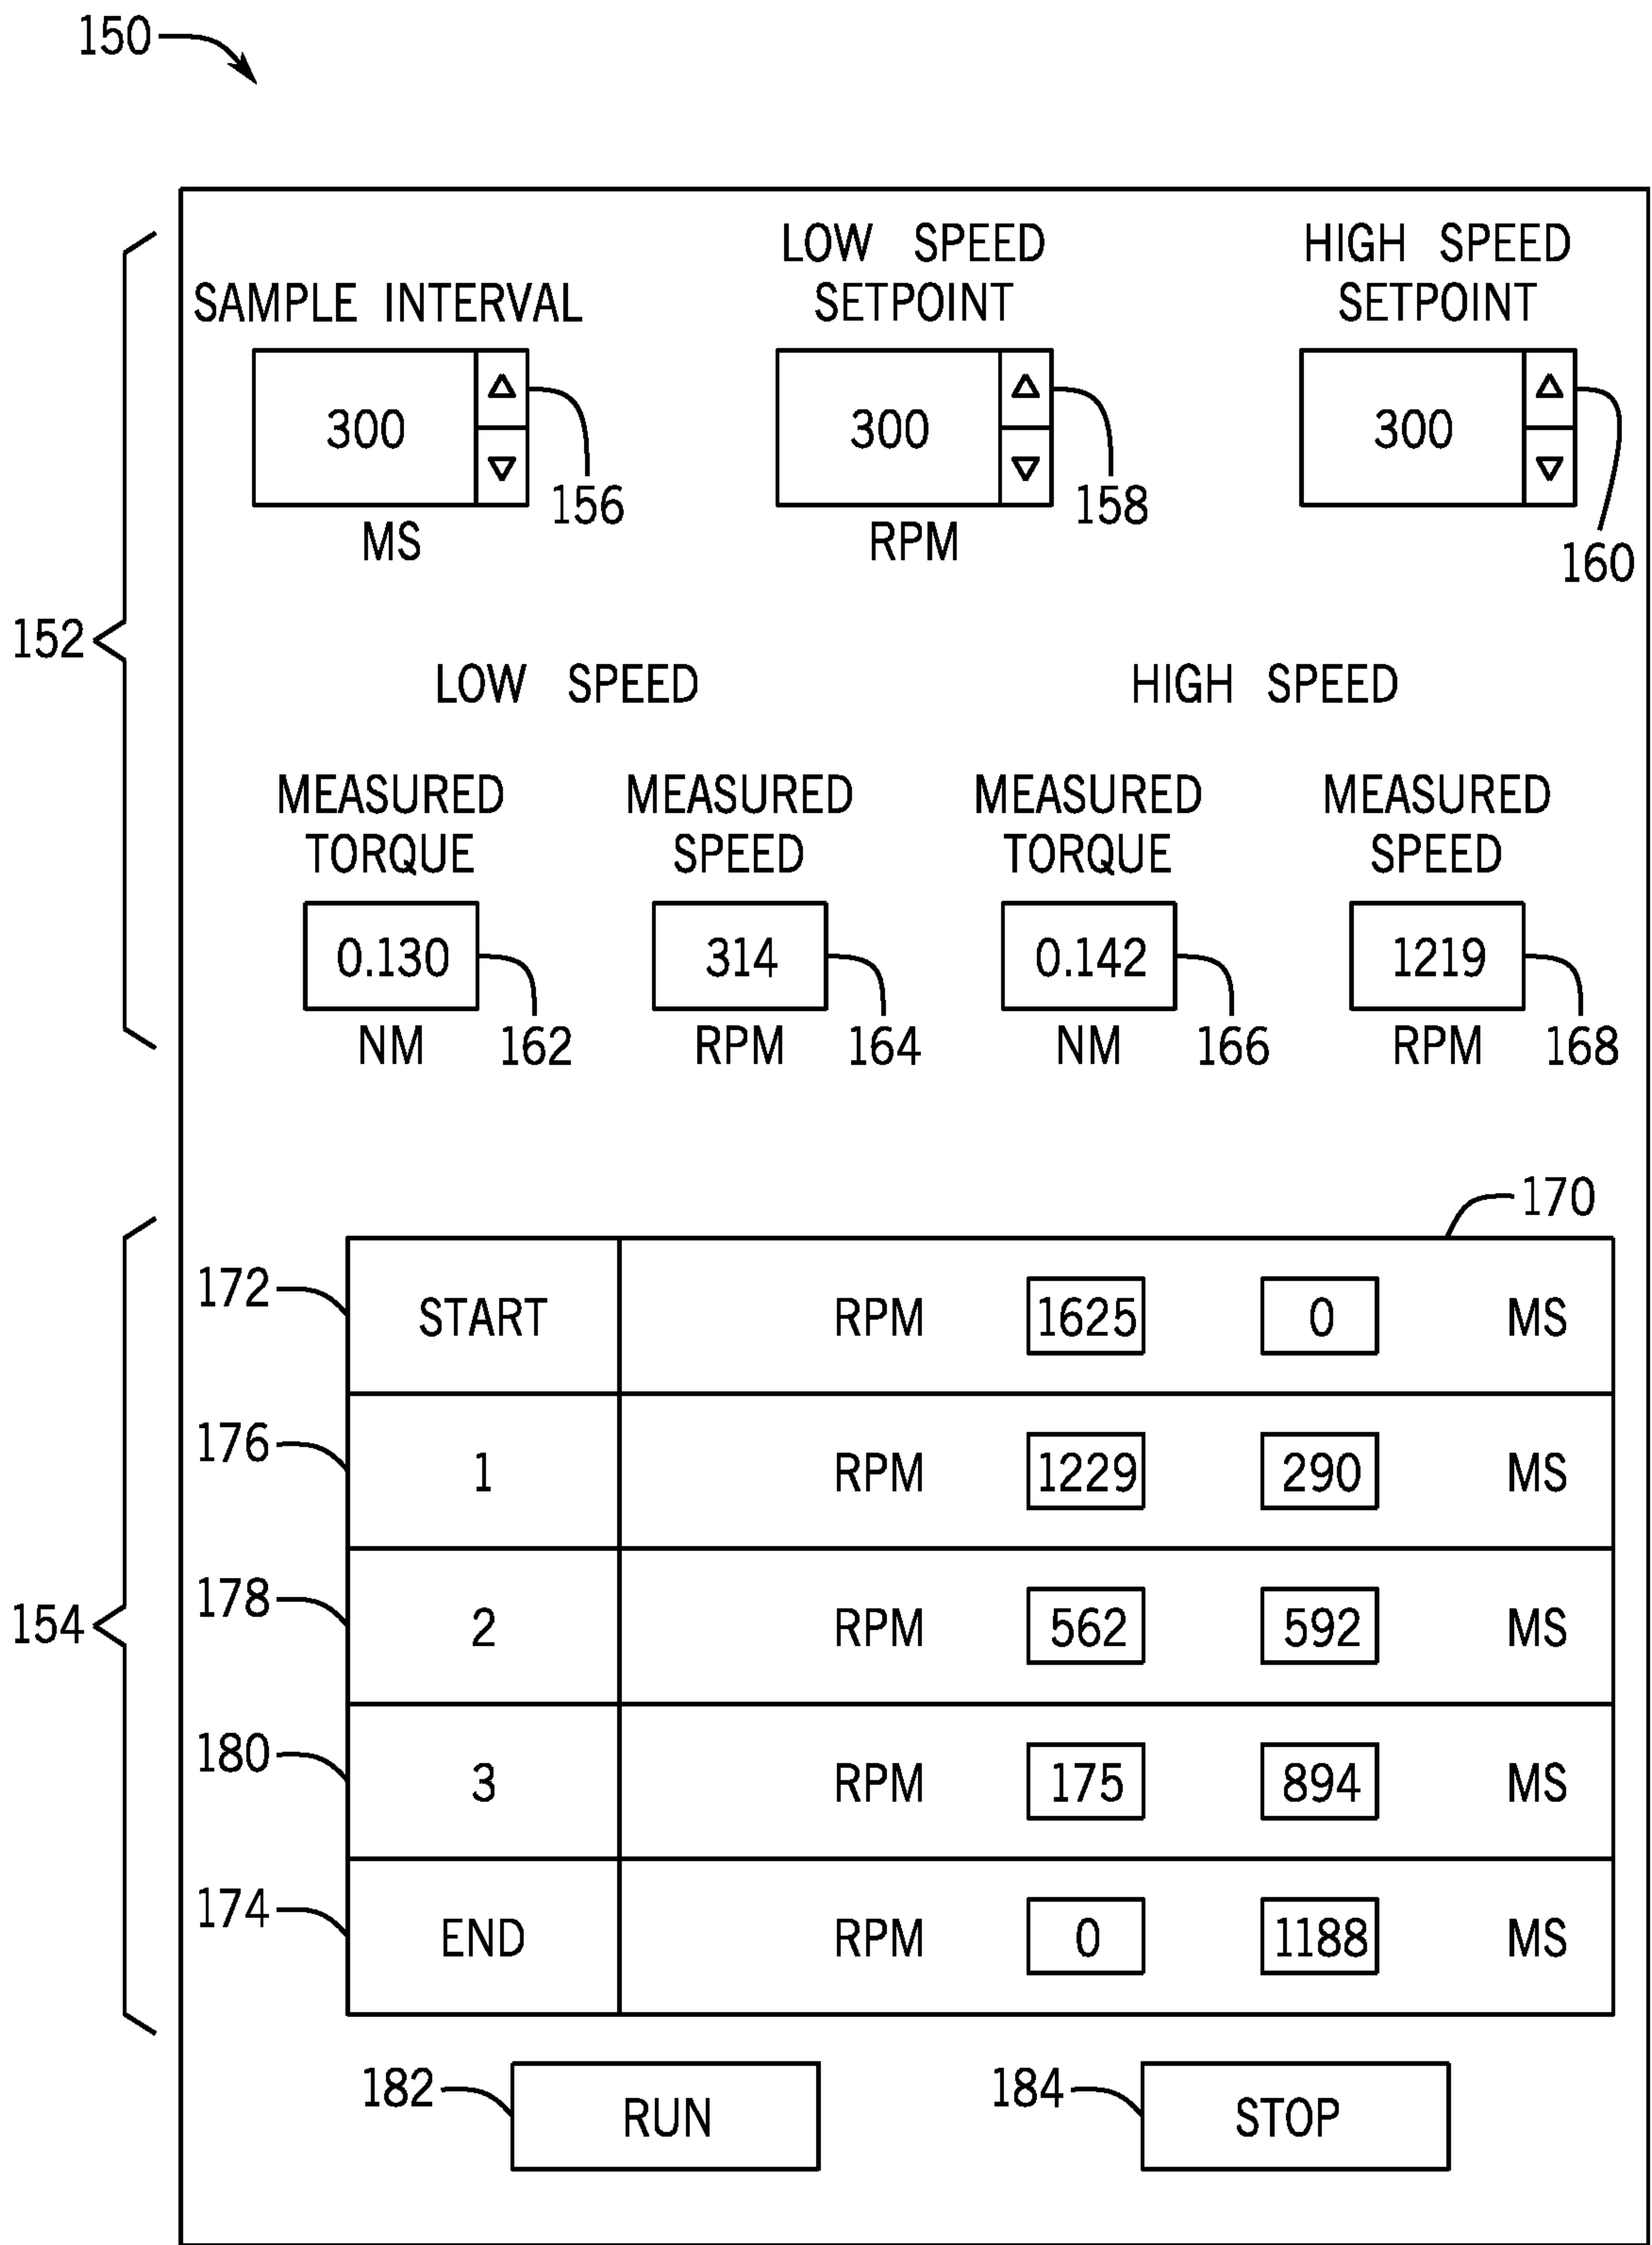 150
LOW SPEED SETPOINT
HIGH SPEED SETPOINT
SAMPLE INTERVAL
300
300
300
156
158
160
MS
RPM
152
LOW SPEED
HIGH SPEED
MEASURED TORQUE
MEASURED SPEED
MEASURED TORQUE
MEASURED SPEED
0.130
314
0.142
1219
NM
162
RPM
164
NM
166
RPM
168
170
154
172
START RPM 1625 0 MS
176
1 RPM 1229 290 MS
178
2 RPM 562 592 MS
180
3 RPM 175 894 MS
174
END RPM 0 1188 MS
182
RUN
184
STOP